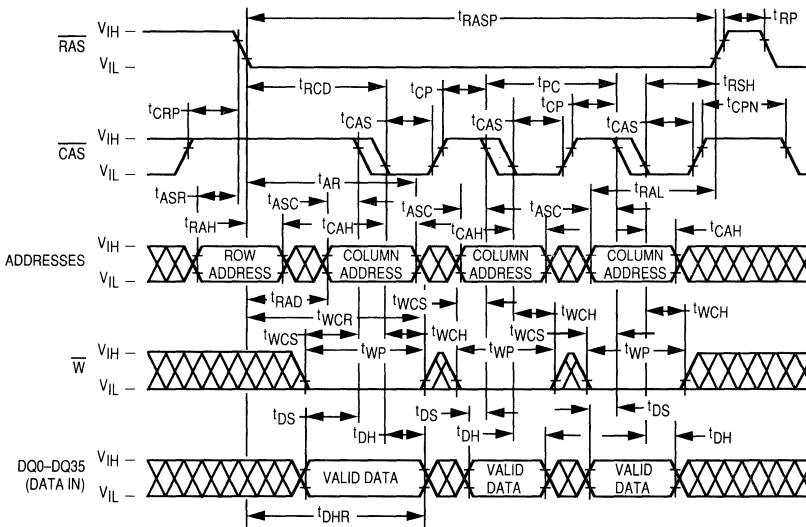 tRASP
tRP
RAS
VIH
VIL
tRCD
tCP
tPC
tRSH
tCRP
tCP
tCPN
tCAS
tCAS
tCAS
CAS
VIH
VIL
tASR
tAR
tRAL
tASC
tASC
tASC
tRAH
tCAH
tCAH
tCAH
ADDRESSES
VIH
VIL
ROW
ADDRESS
COLUMN
ADDRESS
COLUMN
ADDRESS
COLUMN
ADDRESS
tRAD
tWCS
tWCR
tWCH
tWCH
tWCS
tWCH
tWCS
W
VIH
VIL
tWP
tWP
tWP
tDS
tDS
tDS
tDH
tDH
tDH
DQ0–DQ35
(DATA IN)
VIH
VIL
VALID DATA
VALID
DATA
VALID
DATA
tDHR